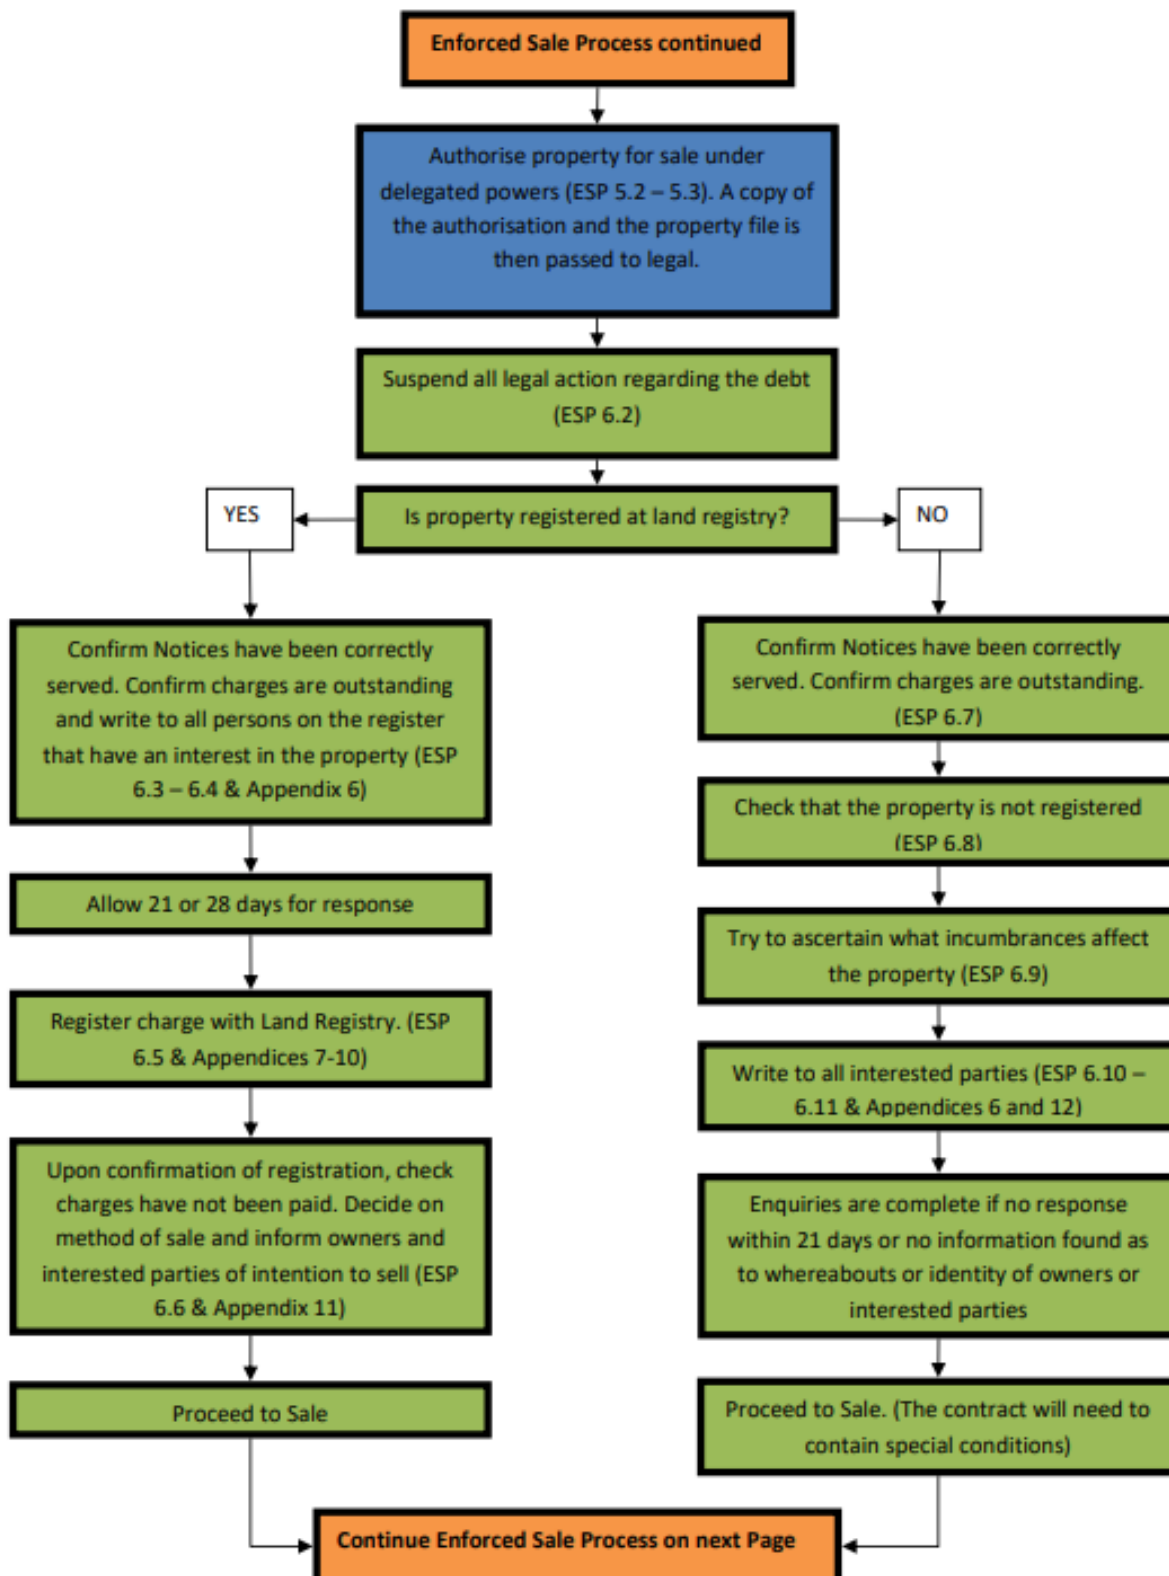 Enforced Sale Process continued
Authorise property for sale under
delegated powers (ESP 5.2 – 5.3). A copy of
the authorisation and the property file is
then passed to legal.
Suspend all legal action regarding the debt
(ESP 6.2)
Is property registered at land registry?
YES
NO
Confirm Notices have been correctly
served. Confirm charges are outstanding
and write to all persons on the register
that have an interest in the property (ESP
6.3 – 6.4 & Appendix 6)
Allow 21 or 28 days for response
Register charge with Land Registry. (ESP
6.5 & Appendices 7-10)
Upon confirmation of registration, check
charges have not been paid. Decide on
method of sale and inform owners and
interested parties of intention to sell (ESP
6.6 & Appendix 11)
Proceed to Sale
Confirm Notices have been correctly
served. Confirm charges are outstanding.
(ESP 6.7)
Check that the property is not registered
(ESP 6.8)
Try to ascertain what incumbrances affect
the property (ESP 6.9)
Write to all interested parties (ESP 6.10 –
6.11 & Appendices 6 and 12)
Enquiries are complete if no response
within 21 days or no information found as
to whereabouts or identity of owners or
interested parties
Proceed to Sale. (The contract will need to
contain special conditions)
Continue Enforced Sale Process on next Page